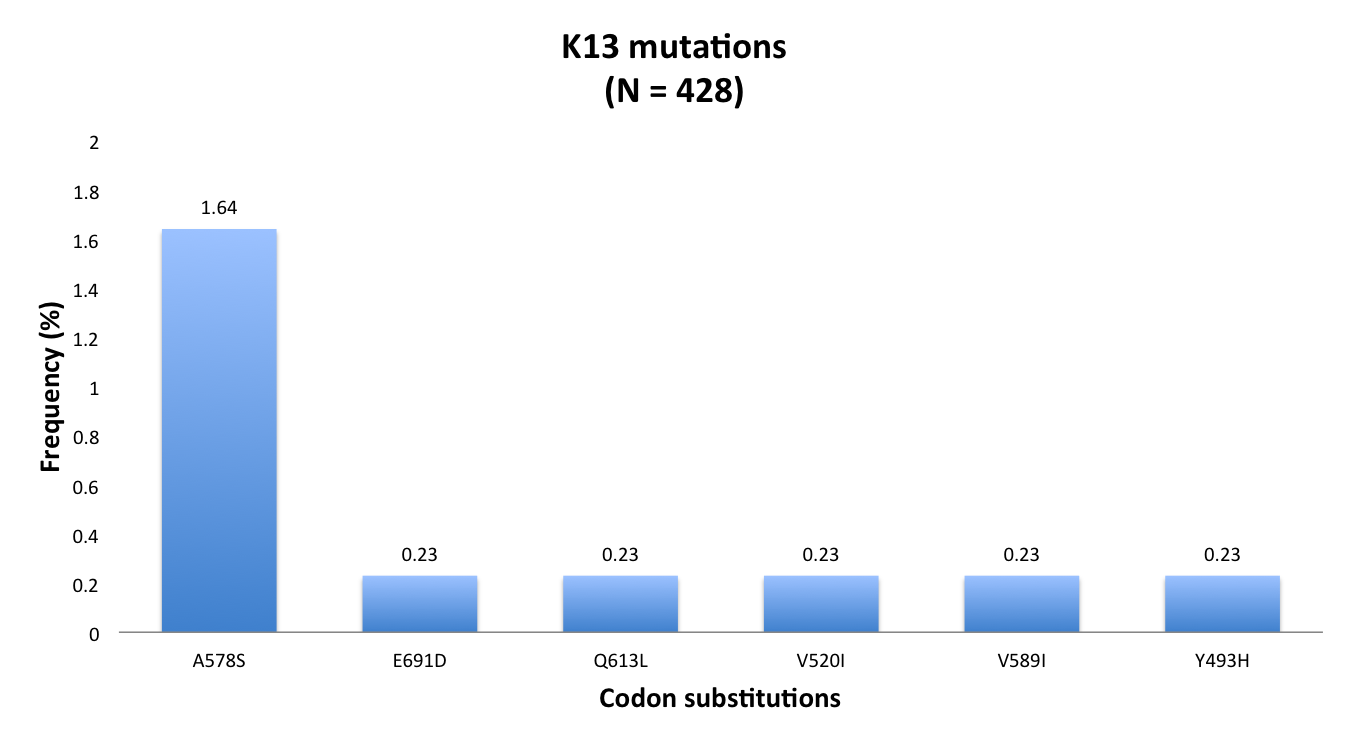 K13 mutations
(N = 428)
2
1.8
1.6
1.4
1.2
1
0.8
0.6
0.4
0.2
0
Frequency (%)
1.64
0.23
0.23
0.23
0.23
0.23
A578S
E691D
Q613L
V520I
V589I
Y493H
Codon substitutions